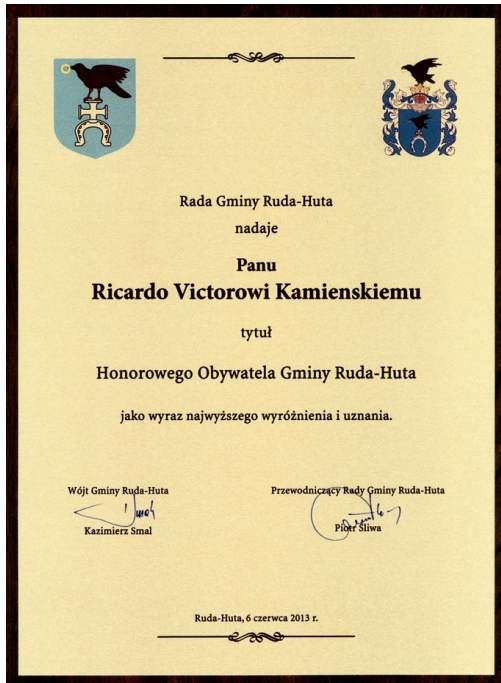 Rada Gminy Ruda-Huta
nadaje
Panu
Ricardo Victorowi Kamienskiemu
tytuł
Honorowego Obywatela Gminy Ruda-Huta
jako wyraz najwyższego wyróżnienia i uznania.
Wójt Gminy Ruda-Huta
Kazimierz Smal
Przewodniczący Rady Gminy Ruda-Huta
Piotr Śliwa
Ruda-Huta, 6 czerwca 2013 r.